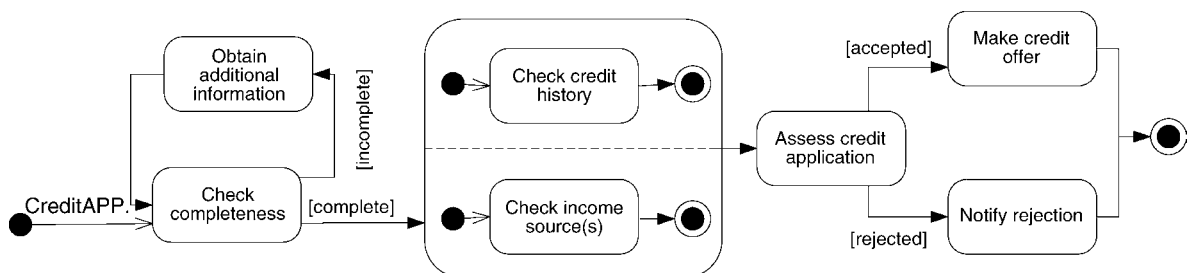 Obtain
additional
information
[incomplete]
CreditAPP.
Check
completeness
[complete]
Check credit
history
Check income
source(s)
Assess credit
application
[accepted]
Make credit
offer
[rejected]
Notify rejection